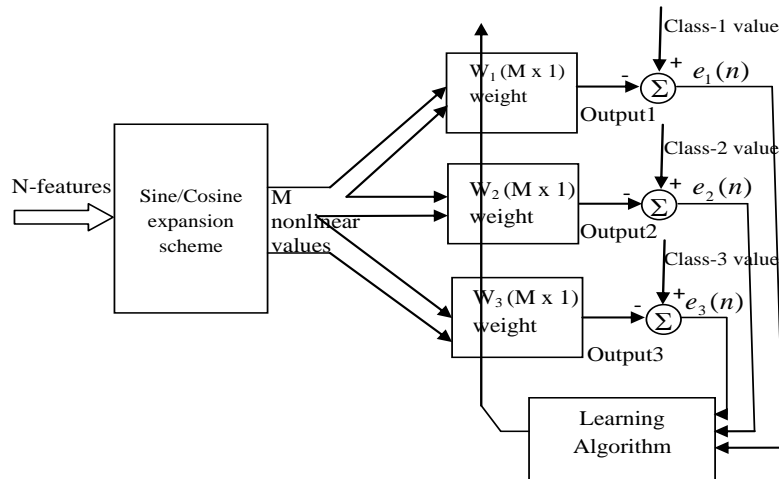 N-features
Sine/Cosine
expansion
scheme
M
nonlinear
values
W₁ (M x 1)
weight
-
Output1
Class-1 value
+
Σ
e₁(n)
W₂ (M x 1)
weight
-
Output2
Class-2 value
+
Σ
e₂(n)
W₃ (M x 1)
weight
-
Output3
Class-3 value
+
Σ
e₃(n)
Learning
Algorithm